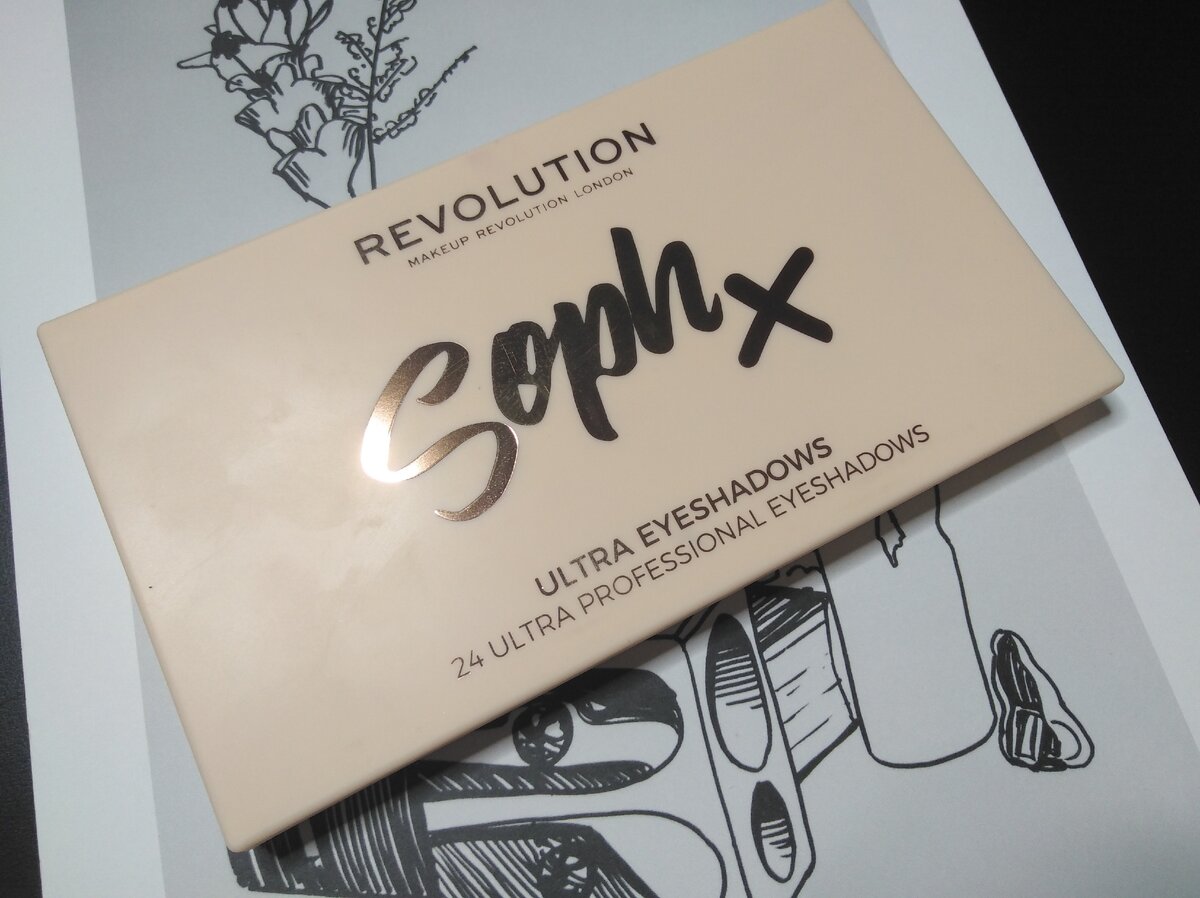 REVOLUTION
MAKEUP REVOLUTION LONDON
Soph x
ULTRA EYESHADOWS
24 ULTRA PROFESSIONAL EYESHADOWS